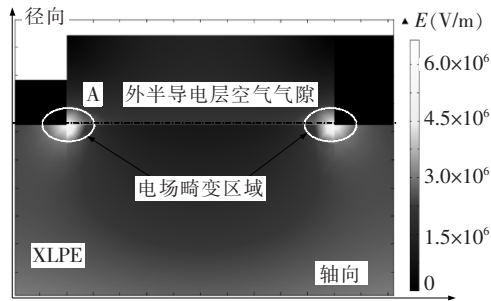 径向
E(V/m)
6.0×10⁶
A 外半导电层空气气隙
4.5×10⁶
电场畸变区域
3.0×10⁶
XLPE
1.5×10⁶
轴向
0